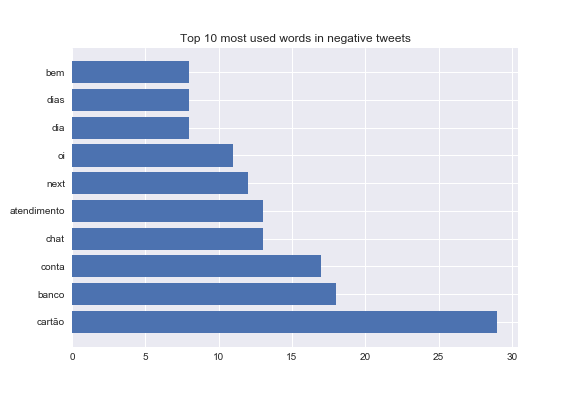 Top 10 most used words in negative tweets
bem
dias
dia
oi
next
atendimento
chat
conta
banco
cartão
0 5 10 15 20 25 30